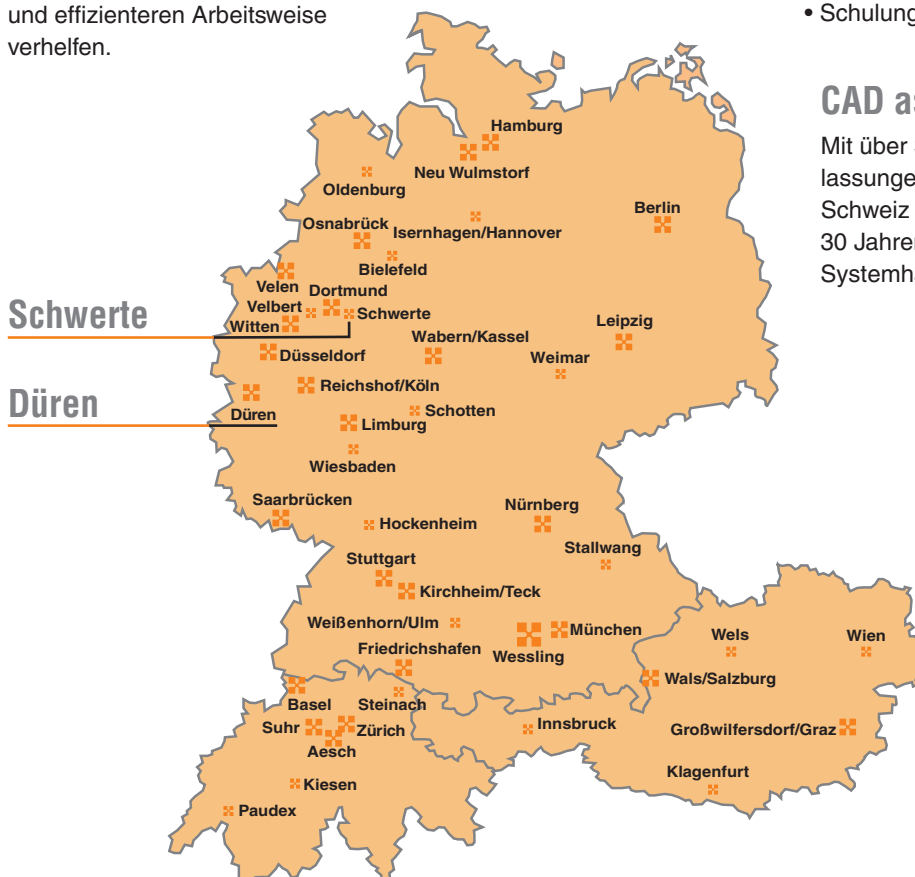 und effizienteren Arbeitsweise
verhelfen.
• Schulung
CAD as
Mit über
lassunge
Schweiz
30 Jahren
Systemha
Schwerte
Düren
Hamburg
Neu Wulmstorf
Oldenburg
Berlin
Osnabrück
Isernhagen/Hannover
Bielefeld
Velen
Dortmund
Velbert
Schwerte
Witten
Leipzig
Wabern/Kassel
Weimar
Düsseldorf
Reichshof/Köln
Düren
Schotten
Limburg
Wiesbaden
Saarbrücken
Nürnberg
Hockenheim
Stallwang
Stuttgart
Kirchheim/Teck
Weißenhorn/Ulm
München
Wels
Wien
Friedrichshafen
Wessling
Wals/Salzburg
Basel
Steinach
Suhr
Zürich
Innsbruck
Großwilfersdorf/Graz
Aesch
Klagenfurt
Kiesen
Paudex